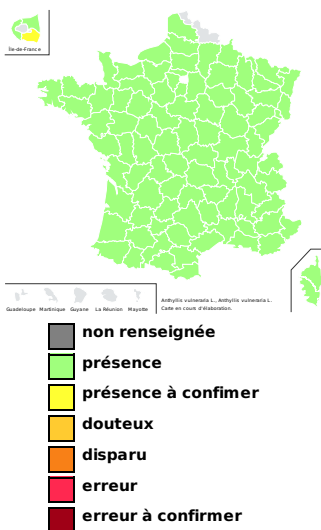 Île-de-France
Guadeloupe Martinique Guyane La Réunion Mayotte
Anthyllis vulneraria L., Anthyllis vulneraria L.
Carte en cours d'élaboration.
non renseignée
présence
présence à confimer
douteux
disparu
erreur
erreur à confirmer